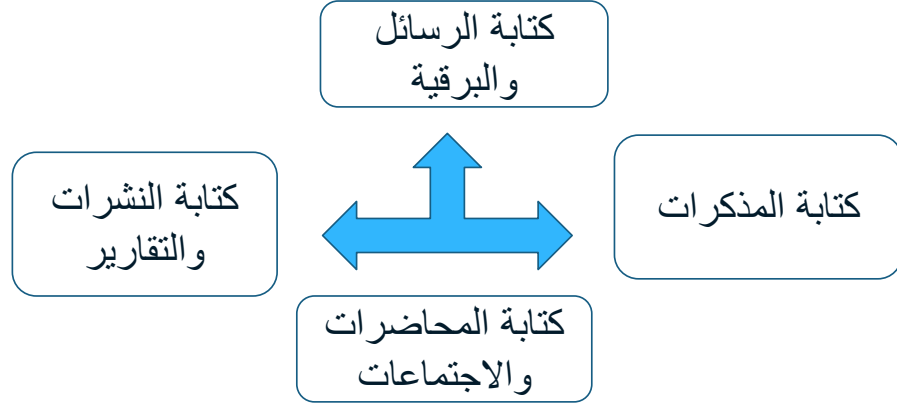 كتابة الرسائل
والبرقية
كتابة المذكرات
كتابة النشرات
والتقارير
كتابة المحاضرات
والاجتماعات